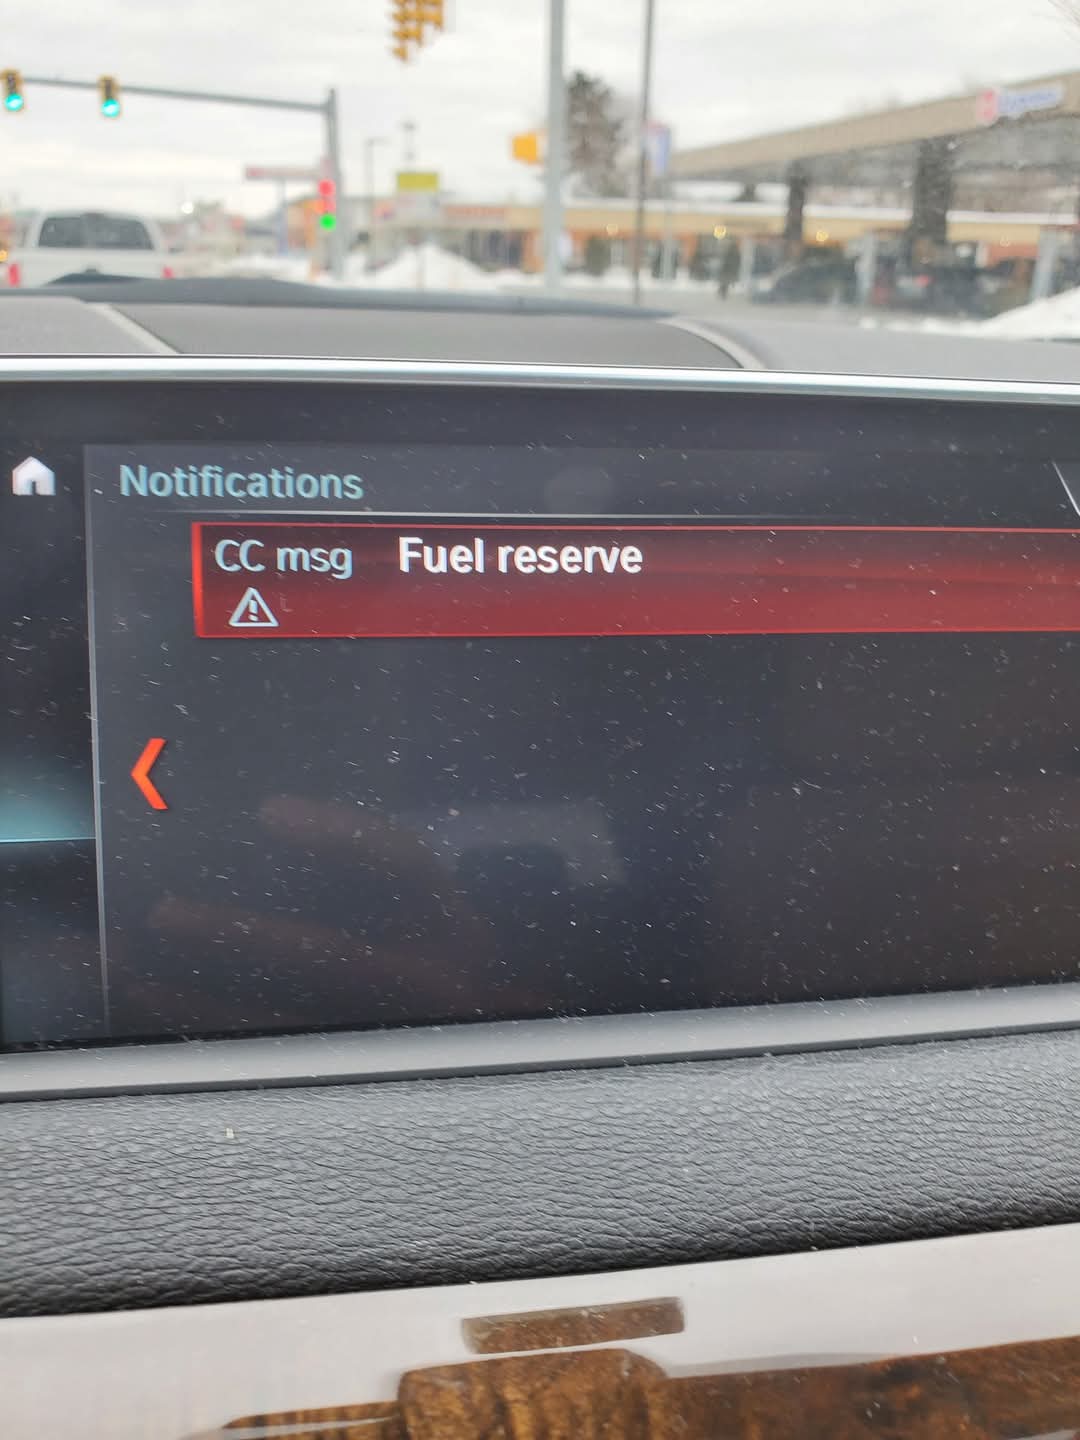 Notifications
CC msg Fuel reserve